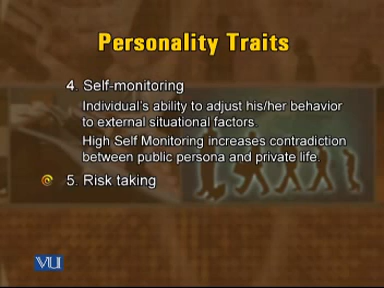 Personality Traits
4. Self-monitoring
Individual's ability to adjust his/her behavior
to external situational factors.
High Self Monitoring increases contradiction
between public persona and private life.
5. Risk taking
VU